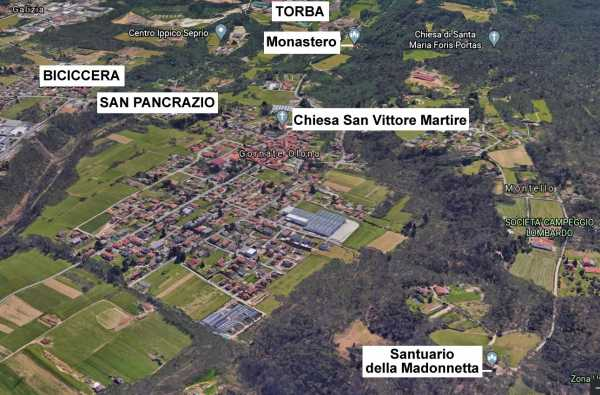 Galizia
TORBA
Centro Ippico Seprio
Monastero
Chiesa di Santa
Maria Foris Portas
BICICCERA
SAN PANCRAZIO
Chiesa San Vittore Martire
Gornate Olona
Montello
SOCIETÀ CAMPEGGIO
LOMBARDO
Santuario
della Madonnetta
Zona